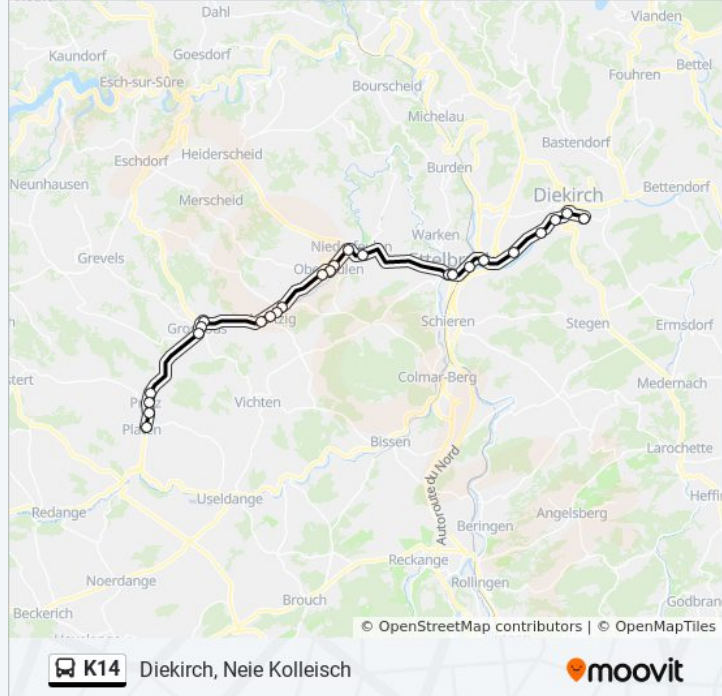 Dahl
Vianden
Kaundorf
Goesdorf
Bettel
Esch-sur-Sûre
Fouhren
Bourscheid
Michelau
Bastendorf
Eschdorf
Heiderscheid
Burden
Neunhausen
Diekirch
Bettendorf
Merscheid
Warken
Grevels
Schieren
Stegen
Ermsdorf
Colmar-Berg
Medernach
Vichten
Bissen
Larochette
Autoroute du Nord
Useldange
Redange
Angelsberg
Beringen
Reckange
Noerdange
Rollingen
Brouch
Beckerich
© OpenStreetMap contributors | © OpenMapTiles
K14 Diekirch, Neie Kolleisch
moovit